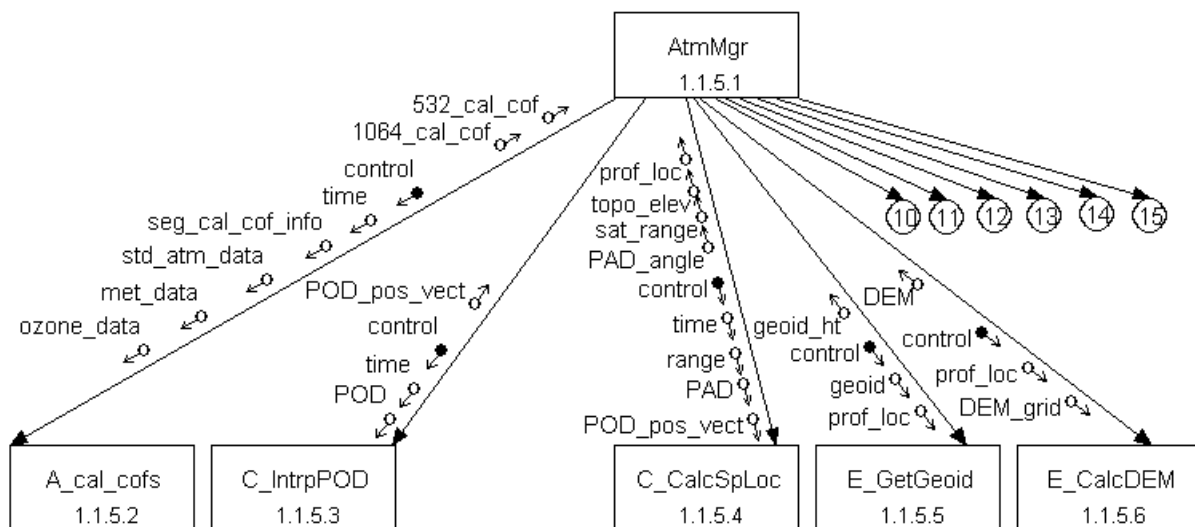 AtmMgr
1.1.5.1
532_cal_cof
1064_cal_cof
control
time
seg_cal_cof_info
std_atm_data
met_data
ozone_data
POD_pos_vect
control
time
POD
prof_loc
topo_elev
sat_range
PAD_angle
control
time
range
PAD
POD_pos_vect
geoid_ht
control
geoid
prof_loc
DEM
control
prof_loc
DEM_grid
10
11
12
13
14
15
A_cal_cofs
1.1.5.2
C_IntrpPOD
1.1.5.3
C_CalcSpLoc
1.1.5.4
E_GetGeoid
1.1.5.5
E_CalcDEM
1.1.5.6